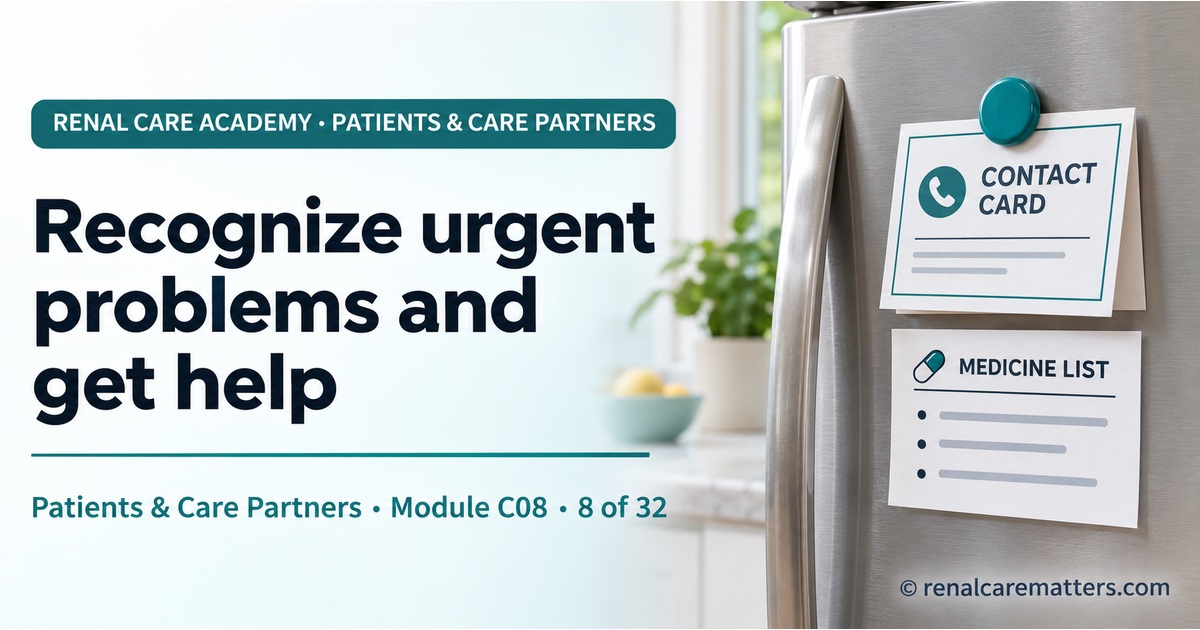 RENAL CARE ACADEMY • PATIENTS & CARE PARTNERS
Recognize urgent
problems and
get help
Patients & Care Partners • Module C08 • 8 of 32
CONTACT
CARD
MEDICINE LIST
© renalcarematters.com